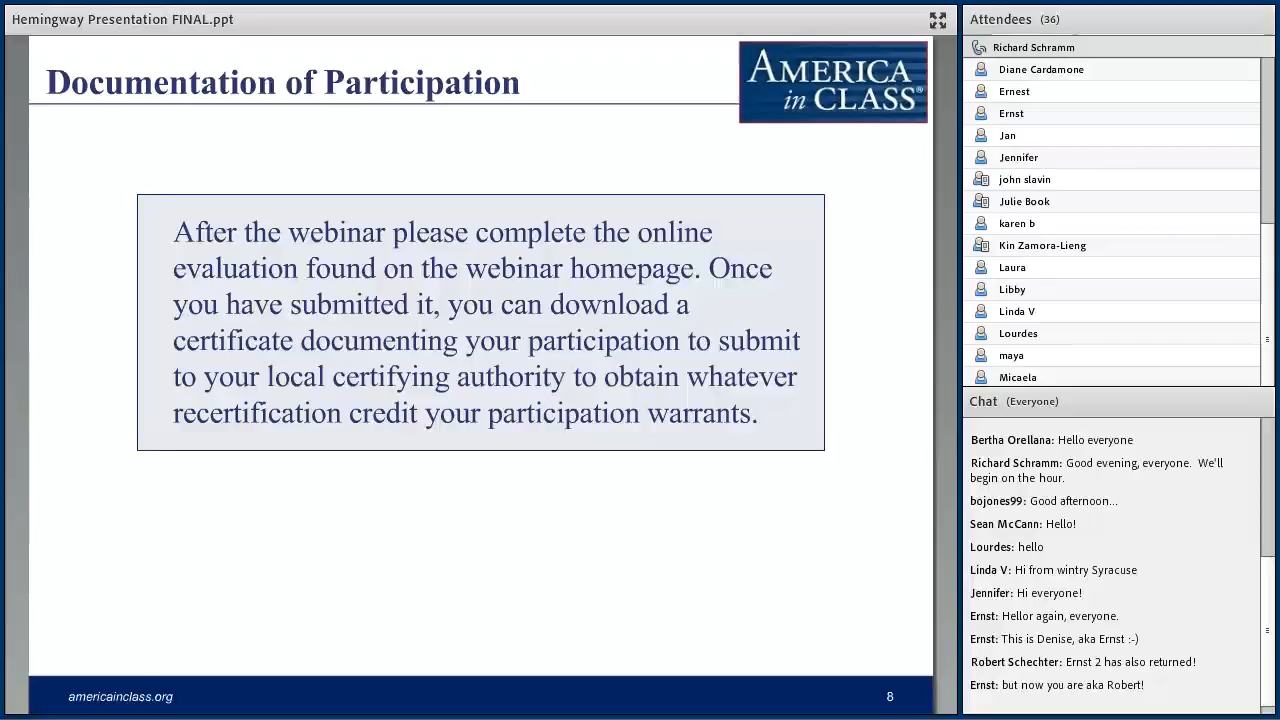 Hemingway Presentation FINAL.ppt
Documentation of Participation
AMERICA
in CLASS®
After the webinar please complete the online
evaluation found on the webinar homepage. Once
you have submitted it, you can download a
certificate documenting your participation to submit
to your local certifying authority to obtain whatever
recertification credit your participation warrants.
americainclass.org
8
Attendees (36)
Richard Schramm
Diane Cardamone
Ernest
Ernst
Jan
Jennifer
john slavin
Julie Book
karen b
Kin Zamora-Lieng
Laura
Libby
Linda V
Lourdes
maya
Micaela
Chat (Everyone)
Bertha Orellana: Hello everyone
Richard Schramm: Good evening, everyone. We'll
begin on the hour.
bojones99: Good afternoon...
Sean McCann: Hello!
Lourdes: hello
Linda V: Hi from wintry Syracuse
Jennifer: Hi everyone!
Ernst: Hellor again, everyone.
Ernst: This is Denise, aka Ernst :-)
Robert Schechter: Ernst 2 has also returned!
Ernst: but now you are aka Robert!